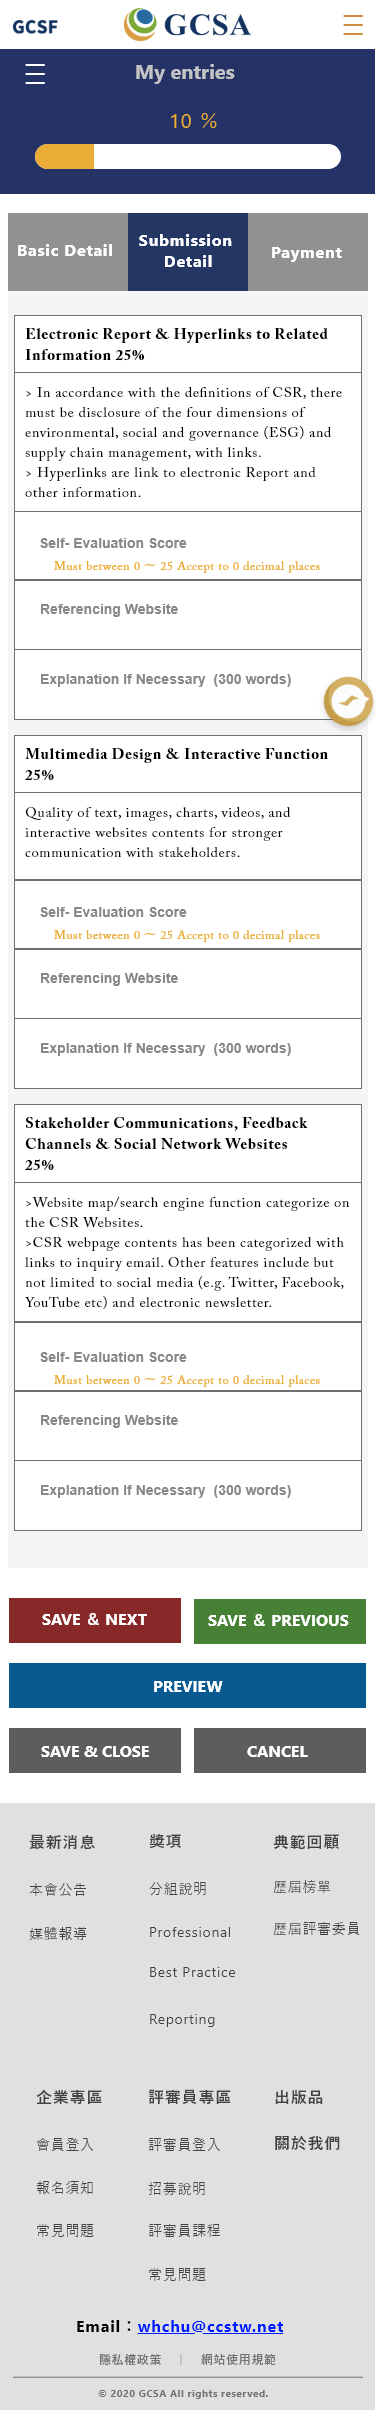 GCSF
GCSA
My entries
10 %
Basic Detail
Submission
Detail
Payment
Electronic Report & Hyperlinks to Related
Information 25%
> In accordance with the definitions of CSR, there
must be disclosure of the four dimensions of
environmental, social and governance (ESG) and
supply chain management, with links.
> Hyperlinks are link to electronic Report and
other information.
Self- Evaluation Score
Must between 0 ~ 25 Accept to 0 decimal places
Referencing Website
Explanation If Necessary (300 words)
Multimedia Design & Interactive Function
25%
Quality of text, images, charts, videos, and
interactive websites contents for stronger
communication with stakeholders.
Self- Evaluation Score
Must between 0 ~ 25 Accept to 0 decimal places
Referencing Website
Explanation If Necessary (300 words)
Stakeholder Communications, Feedback
Channels & Social Network Websites
25%
>Website map/search engine function categorize on
the CSR Websites.
>CSR webpage contents has been categorized with
links to inquiry email. Other features include but
not limited to social media (e.g. Twitter, Facebook,
YouTube etc) and electronic newsletter.
Self- Evaluation Score
Must between 0 ~ 25 Accept to 0 decimal places
Referencing Website
Explanation If Necessary (300 words)
SAVE & NEXT
SAVE & PREVIOUS
PREVIEW
SAVE & CLOSE
CANCEL
最新消息
本會公告
媒體報導
獎項
分組說明
Professional
Best Practice
Reporting
典範回顧
歷屆榜單
歷屆評審委員
企業專區
會員登入
報名須知
常見問題
評審員專區
評審員登入
招募說明
評審員課程
常見問題
出版品
關於我們
Email：whchu@ccstw.net
隱私權政策 | 網站使用規範
© 2020 GCSA All rights reserved.